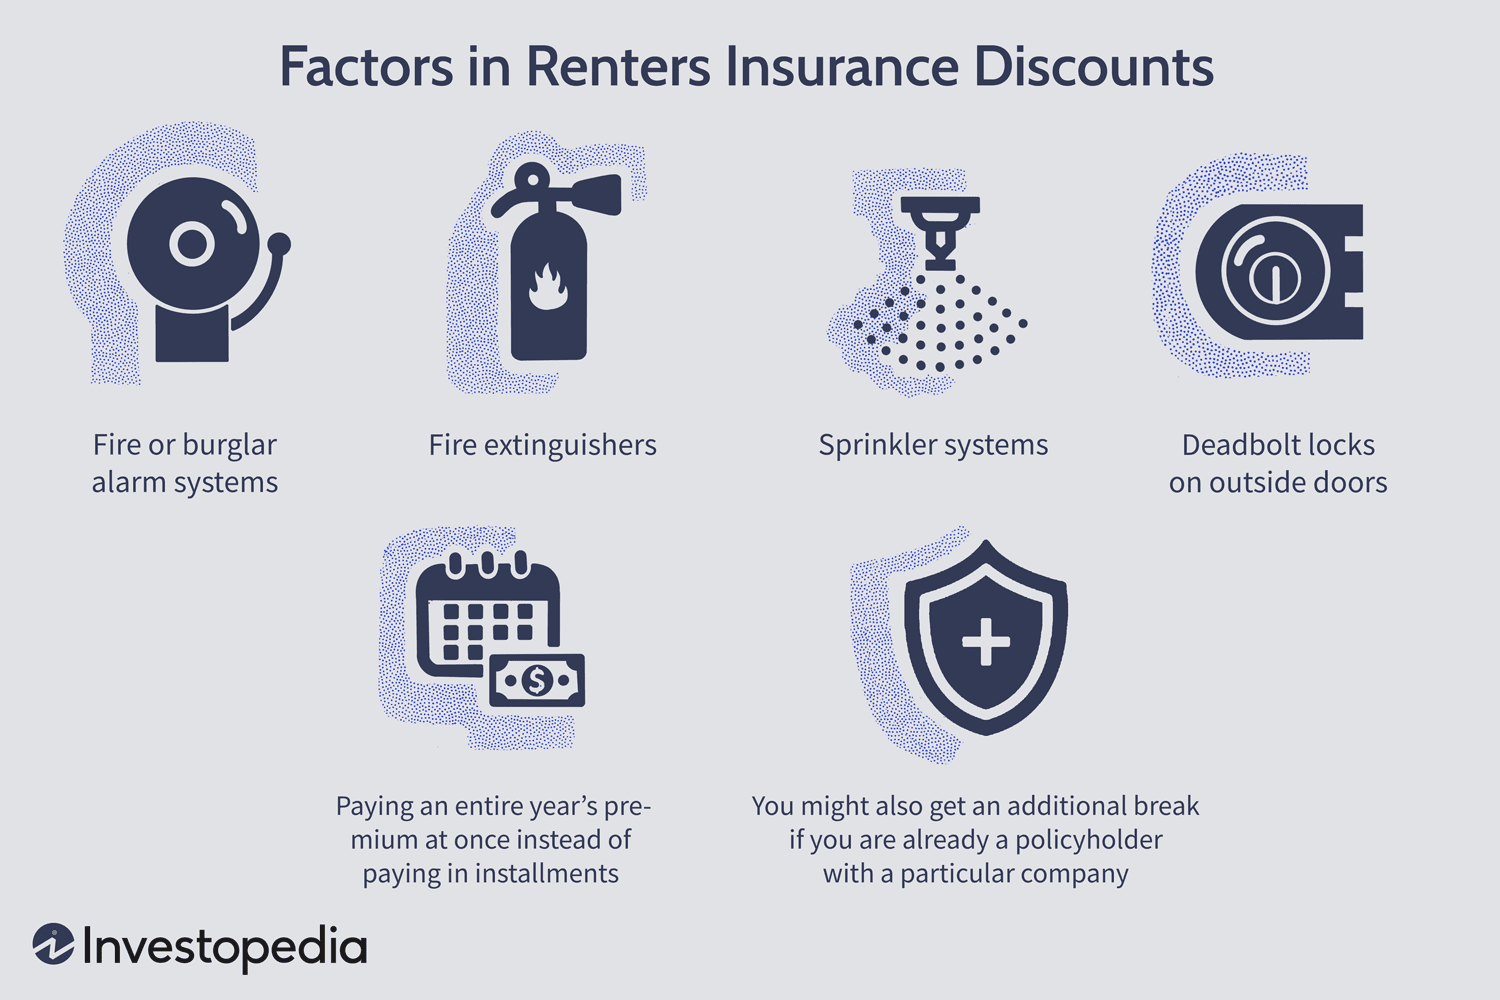 Factors in Renters Insurance Discounts
Fire or burglar
alarm systems
Fire extinguishers
Sprinkler systems
Deadbolt locks
on outside doors
$
Paying an entire year’s pre-
mium at once instead of
paying in installments
You might also get an additional break
if you are already a policyholder
with a particular company
Investopedia